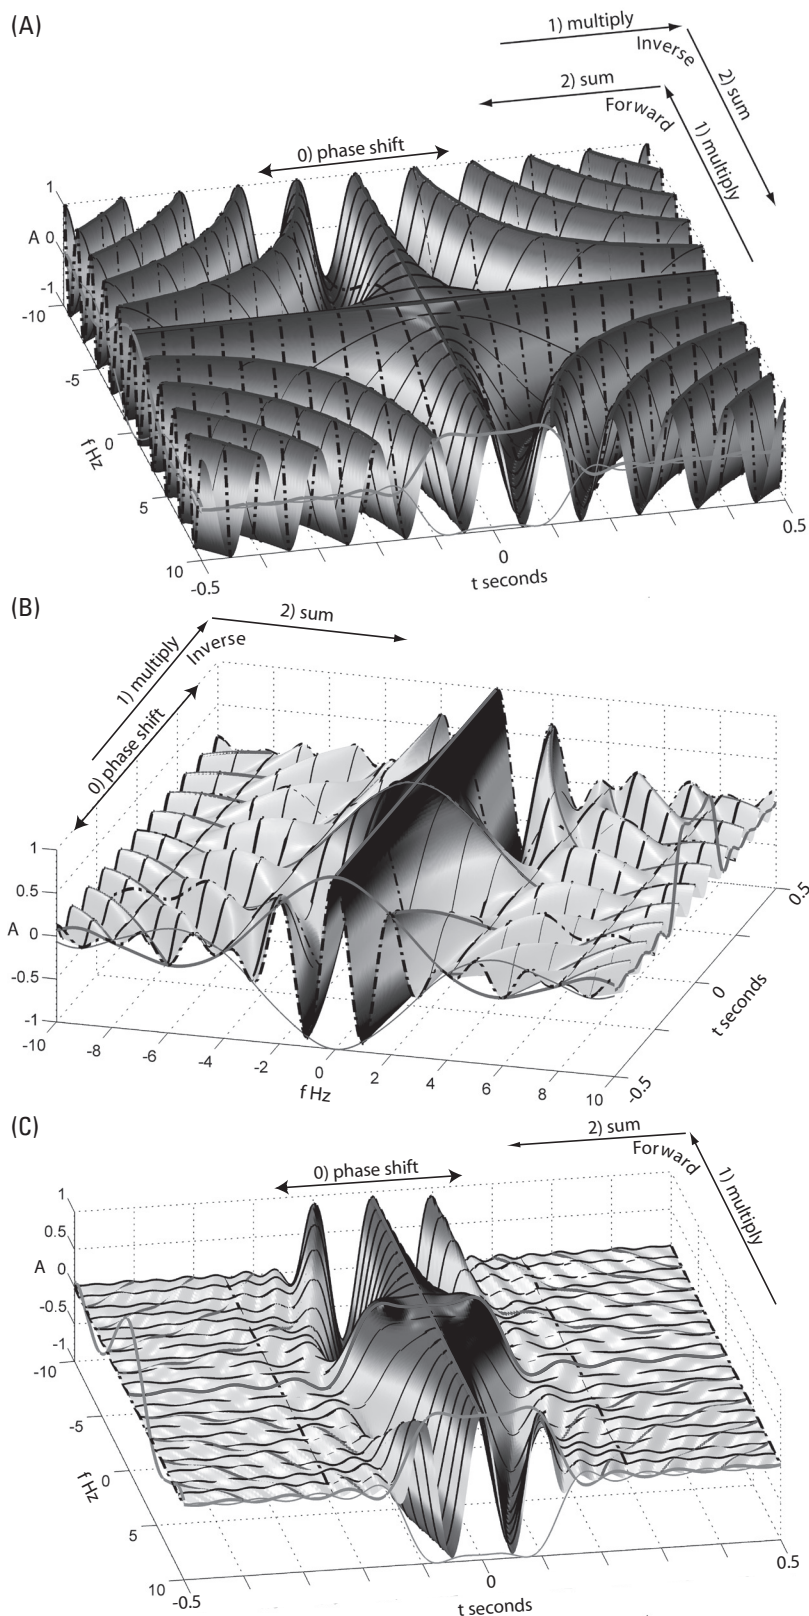 (A)
1) multiply
Inverse
2) sum
2) sum
Forward
1) multiply
0) phase shift
1
A 0
-1
-10
-5
0
f Hz
5
10
-0.5
0
0.5
t seconds
(B)
2) sum
1) multiply
Inverse
0) phase shift
1
0.5
A 0
-0.5
-1
-10
-8
-6
-4
-2
0
2
4
6
8
10
f Hz
-0.5
0
0.5
t seconds
(C)
2) sum
Forward
1) multiply
0) phase shift
1
0.5
A 0
-0.5
-1
-10
-5
0
f Hz
5
10
-0.5
0
0.5
t seconds